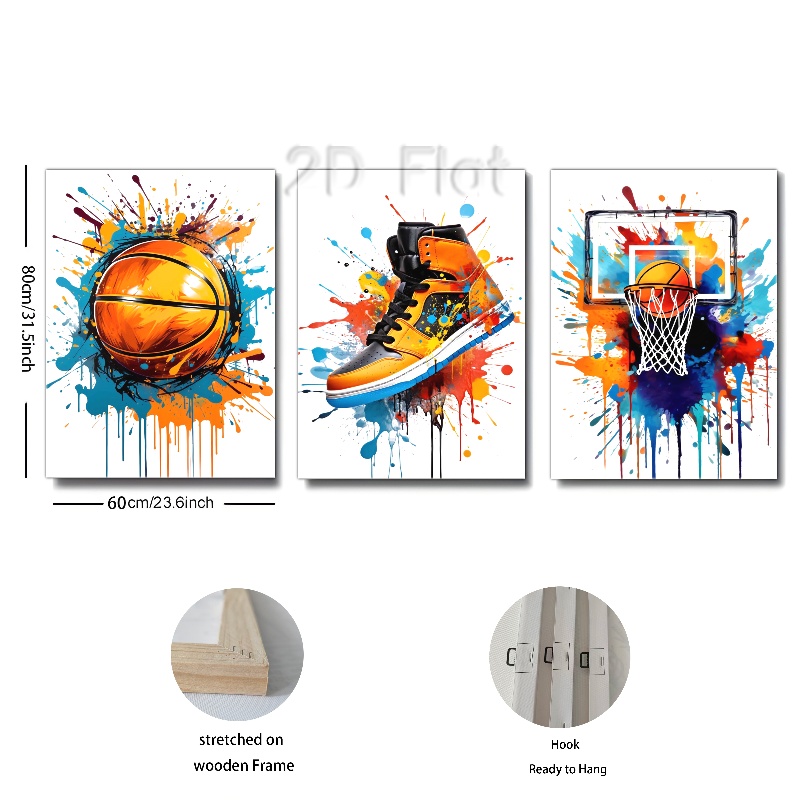 2D Flat
80cm/31.5inch
60cm/23.6inch
stretched on
wooden Frame
Hook
Ready to Hang